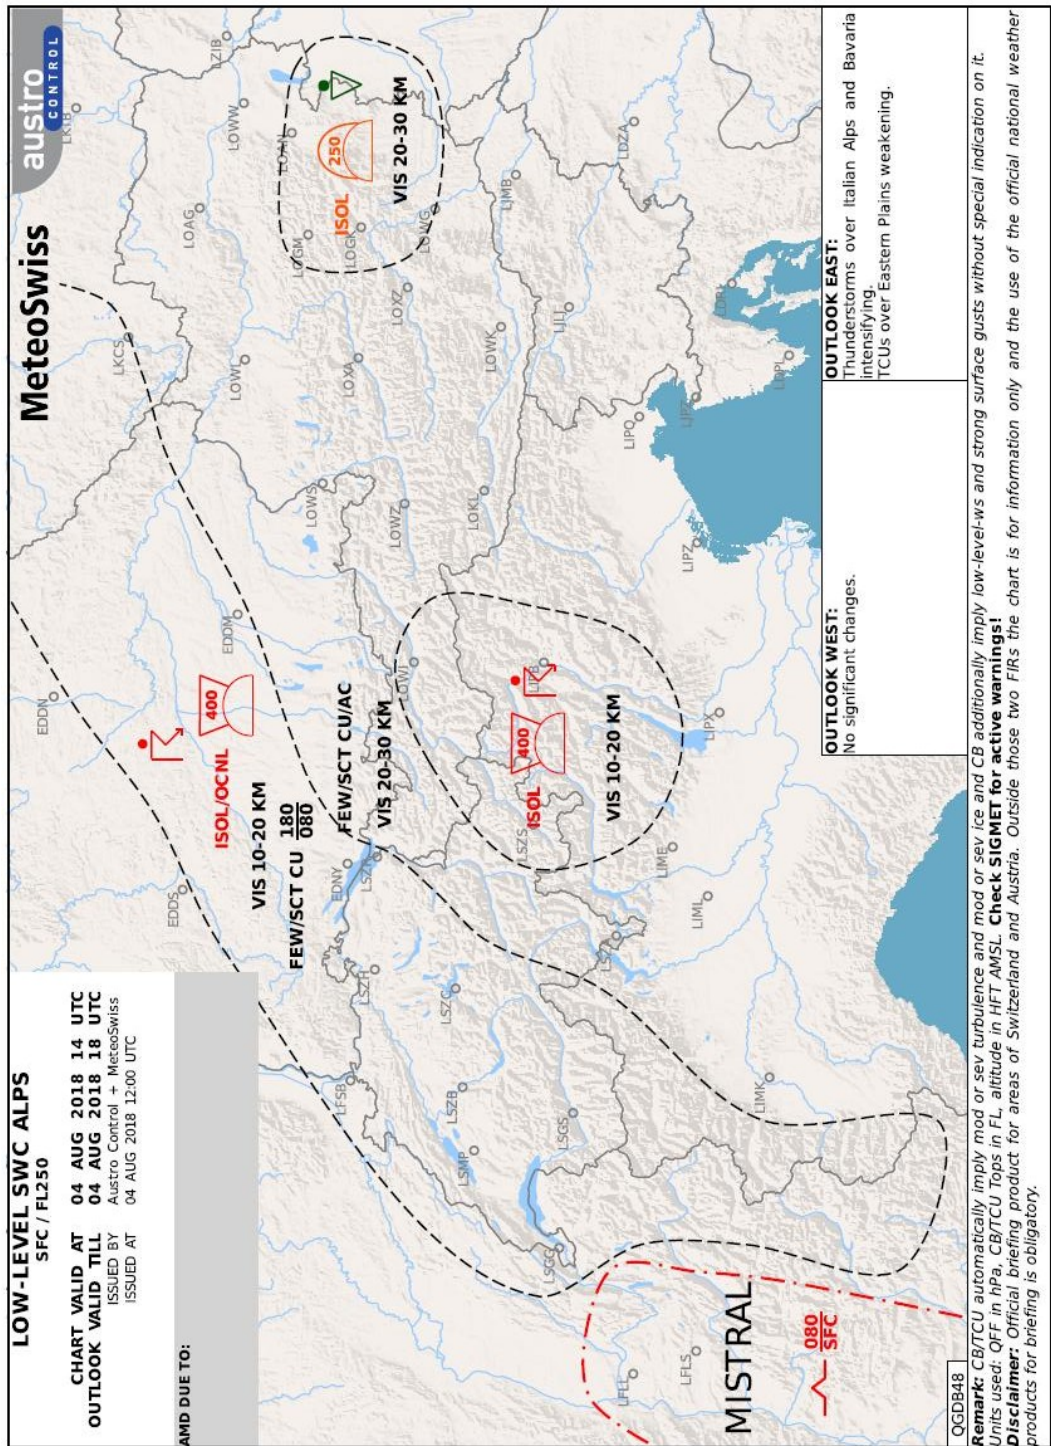 LOW-LEVEL SWC ALPS
SFC / FL250
CHART VALID AT 04 AUG 2018 14 UTC
OUTLOOK VALID TILL 04 AUG 2018 18 UTC
ISSUED BY Austro Control + MeteoSwiss
ISSUED AT 04 AUG 2018 12:00 UTC
AMD DUE TO:
MeteoSwiss
austro
CONTROL
LKTB
EDDN
LKCS
LZIB
EDDS
EDDM
LOWL
LOAG
LOWW
400
ISOL/OCNL
VIS 10-20 KM
FEW/SCT CU 180
080
LFSB
LSZH
EDNY
LSZR
LOWS
LOXA
LOGM
LOAN
FEW/SCT CU/AC
VIS 20-30 KM
ISOL
250
LOGK
VIS 20-30 KM
LSZB
LSMP
LSZC
LOWI
LOWZ
LOXZ
LOWG
LSGG
LSGS
LSZS
LOKL
LOWK
LJMB
ISOL
400
LIPB
VIS 10-20 KM
LSZA
LJLJ
LDZA
LFLL
LFLS
LIME
LIML
LIPX
LIPZ
LIPQ
LJPZ
LDRI
LDPL
LIMK
MISTRAL
080
SFC
OUTLOOK WEST:
No significant changes.
OUTLOOK EAST:
Thunderstoms over Italian Alps and Bavaria
intensifying.
TCUs over Eastern Plains weakening.
QGDB48
Remark: CB/TCU automatically imply mod or sev turbulence and mod or sev ice and CB additionally imply low-level-ws and strong surface gusts without special indication on it.
Units used: QFF in hPa, CB/TCU Tops in FL, altitude in HFT AMSL. Check SIGMET for active warnings!
Disclaimer: Official briefing product for areas of Switzerland and Austria. Outside those two FIRs the chart is for information only and the use of the official national weather
products for briefing is obligatory.